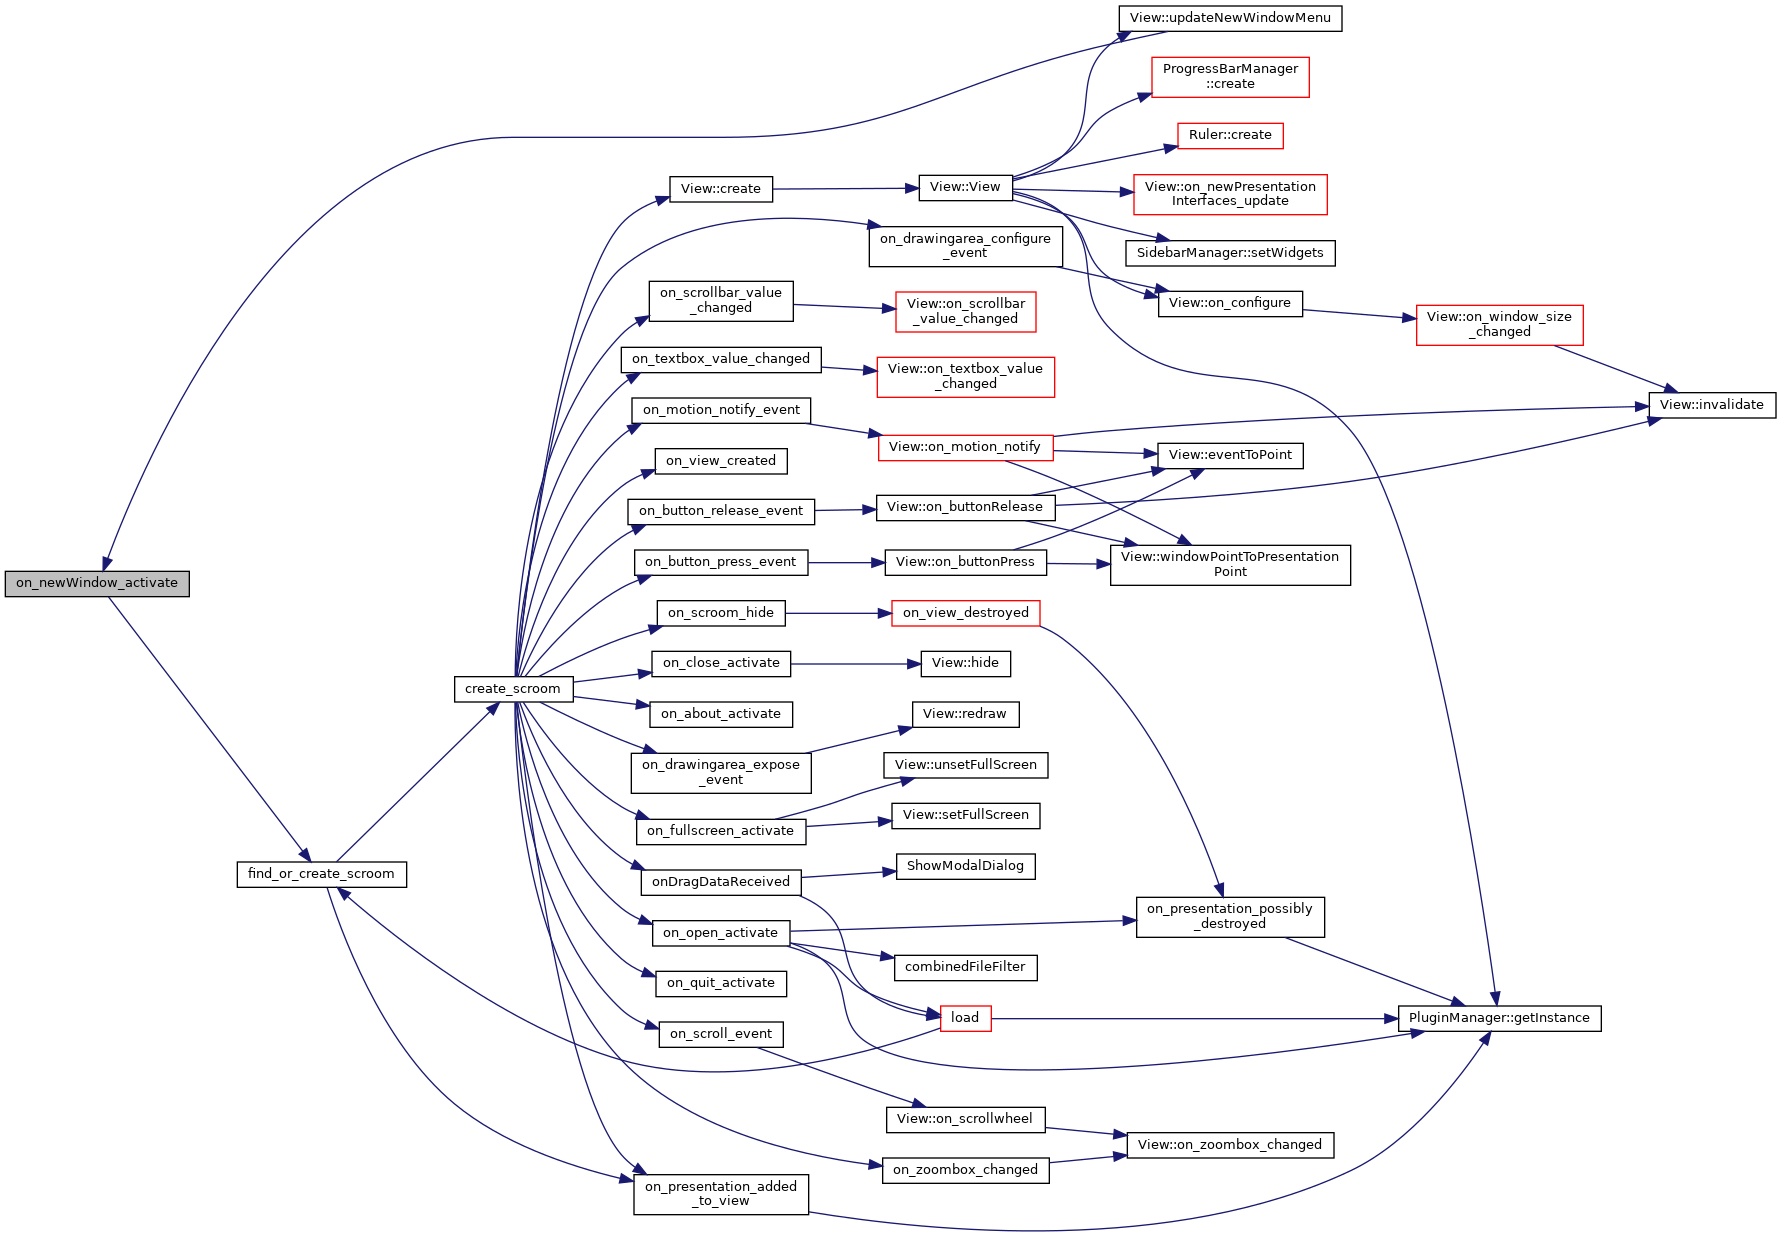 View::updateNewWindowMenu
ProgressBarManager
::create
Ruler::create
View::create
View::View
View::on_newPresentation
Interfaces_update
on_drawingarea_configure
_event
SidebarManager::setWidgets
on_scrollbar_value
_changed
View::on_scrollbar
_value_changed
View::on_configure
View::on_window_size
_changed
on_textbox_value_changed
View::on_textbox_value
_changed
on_motion_notify_event
View::invalidate
View::on_motion_notify
View::eventToPoint
on_view_created
on_button_release_event
View::on_buttonRelease
on_button_press_event
View::on_buttonPress
View::windowPointToPresentation
Point
on_newWindow_activate
on_scroom_hide
on_view_destroyed
on_close_activate
View::hide
create_scroom
on_about_activate
View::redraw
on_drawingarea_expose
_event
View::unsetFullScreen
on_fullscreen_activate
View::setFullScreen
find_or_create_scroom
onDragDataReceived
ShowModalDialog
on_open_activate
on_presentation_possibly
_destroyed
combinedFileFilter
on_quit_activate
load
PluginManager::getInstance
on_scroll_event
View::on_scrollwheel
View::on_zoombox_changed
on_zoombox_changed
on_presentation_added
_to_view